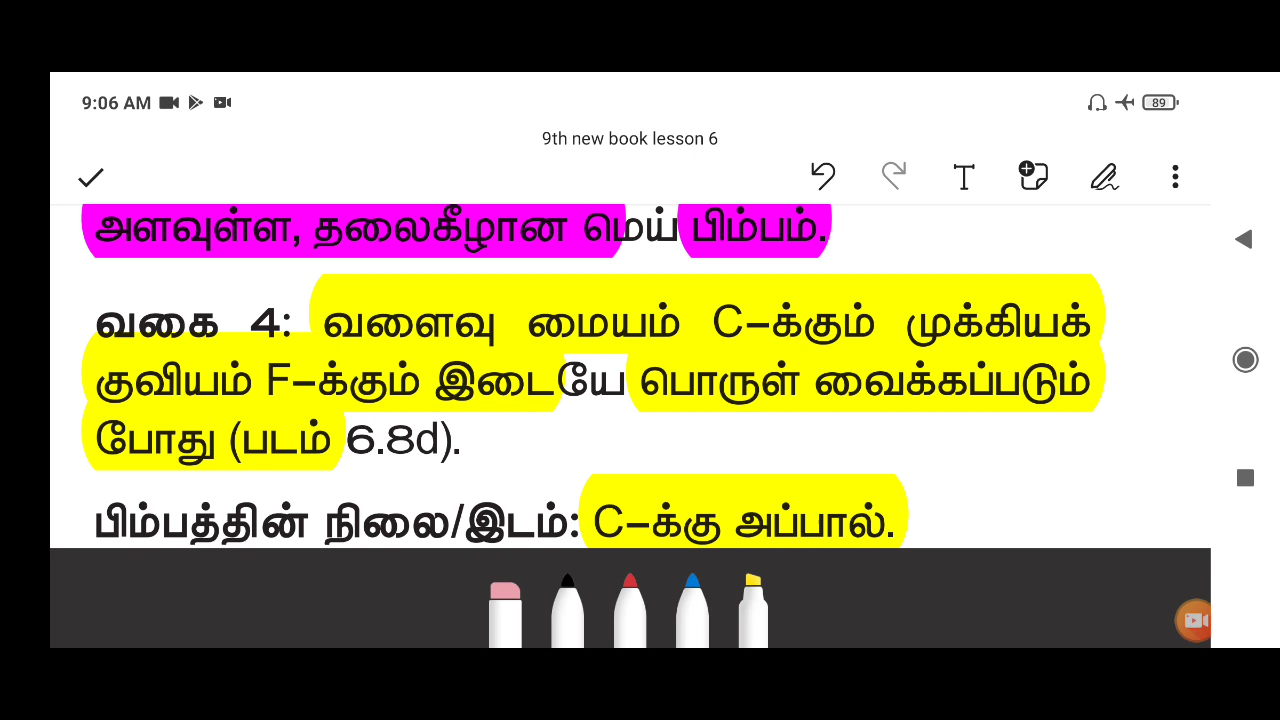 9:06 AM 89
9th new book lesson 6
அளவுள்ள, தலைகீழான மெய் பிம்பம்.
வகை 4: வளைவு மையம் C–க்கும் முக்கியக்
குவியம் F–க்கும் இடையே பொருள் வைக்கப்படும்
போது (படம் 6.8d).
பிம்பத்தின் நிலை/இடம்: C–க்கு அப்பால்.